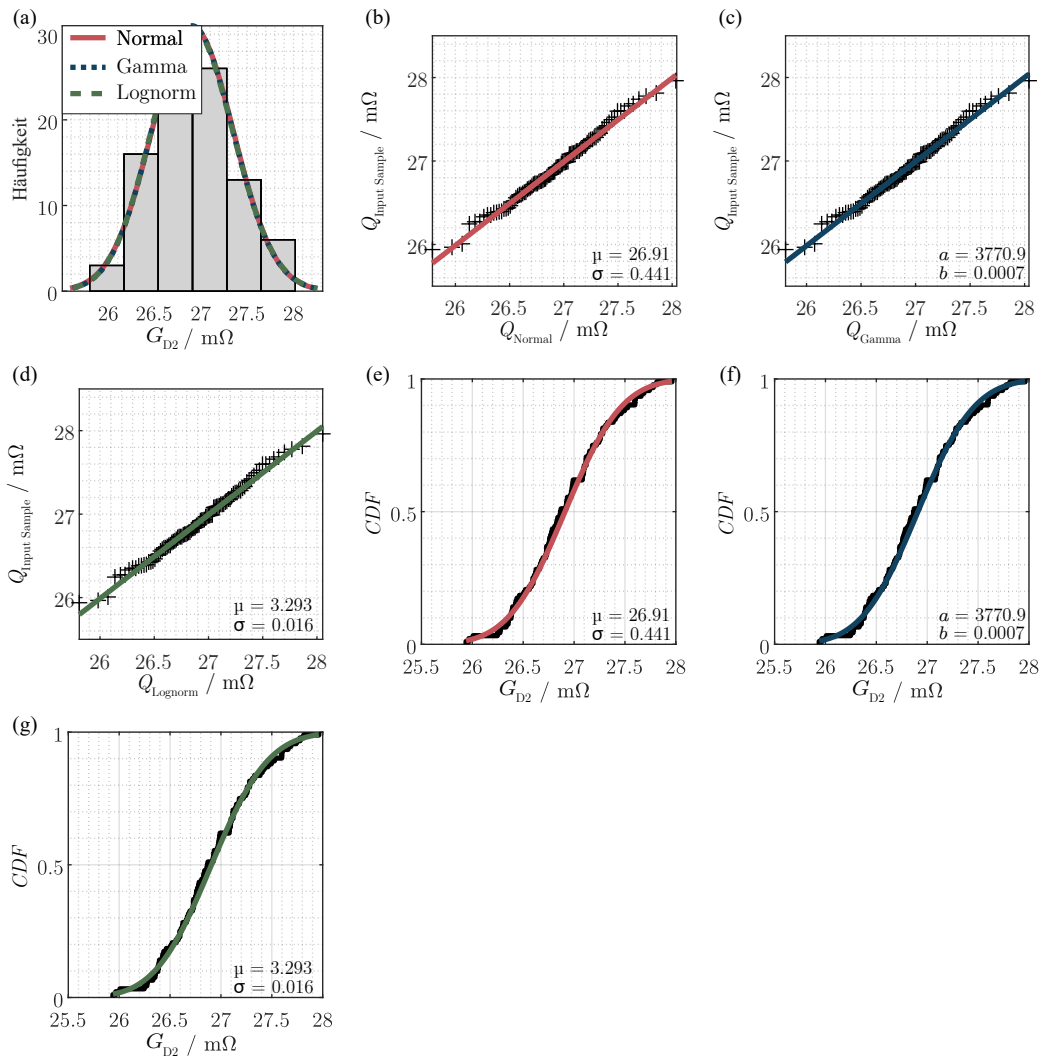 (a)
Normal
Gamma
Lognorm
Häufigkeit
30
20
10
0
26 26.5 27 27.5 28
G_D2 / mΩ
(b)
Q_Input Sample / mΩ
28
27
26
μ = 26.91
σ = 0.441
26 26.5 27 27.5 28
Q_Normal / mΩ
(c)
Q_Input Sample / mΩ
28
27
26
a = 3770.9
b = 0.0007
26 26.5 27 27.5 28
Q_Gamma / mΩ
(d)
Q_Input Sample / mΩ
28
27
26
μ = 3.293
σ = 0.016
26 26.5 27 27.5 28
Q_Lognorm / mΩ
(e)
CDF
1
0.5
0
μ = 26.91
σ = 0.441
25.5 26 26.5 27 27.5 28
G_D2 / mΩ
(f)
CDF
1
0.5
0
a = 3770.9
b = 0.0007
25.5 26 26.5 27 27.5 28
G_D2 / mΩ
(g)
CDF
1
0.5
0
μ = 3.293
σ = 0.016
25.5 26 26.5 27 27.5 28
G_D2 / mΩ